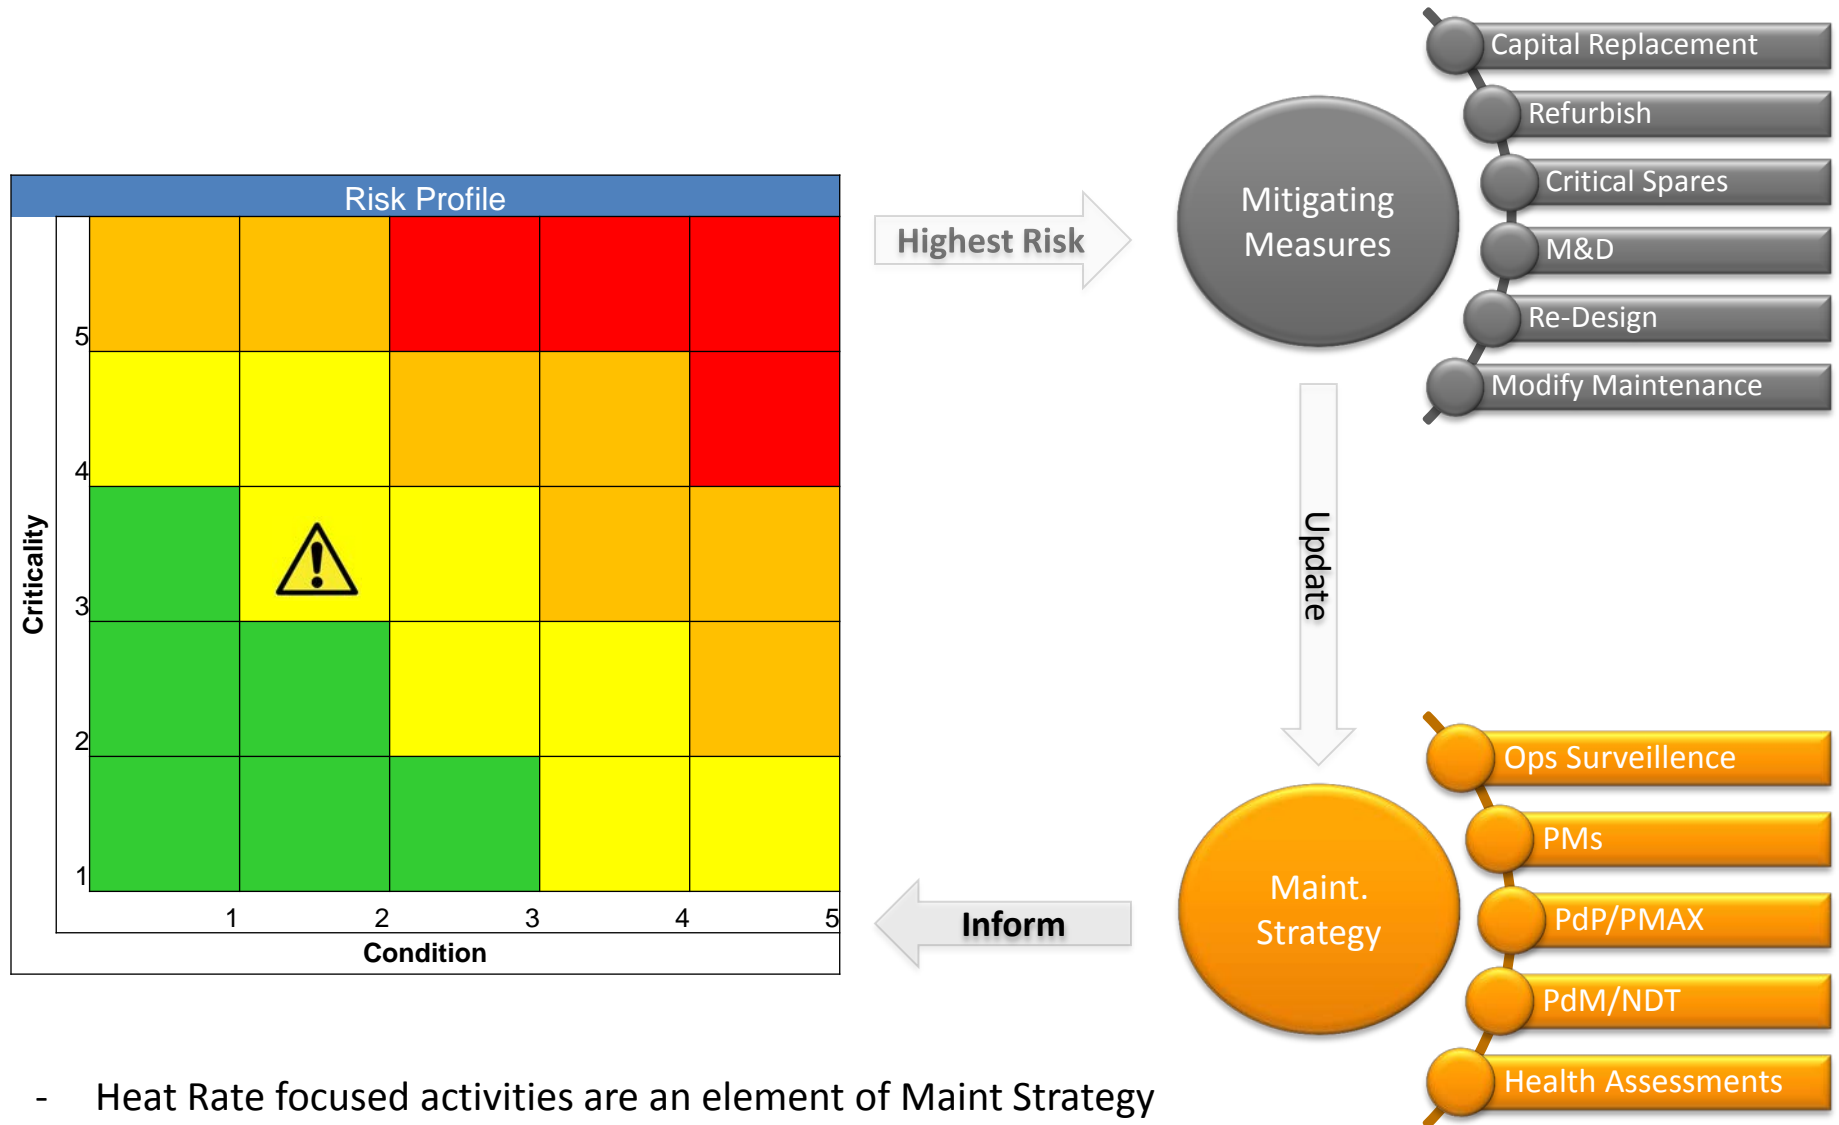 Risk Profile
5
4
3
2
1
Criticality
1 2 3 4 5
Condition
Highest Risk
Mitigating
Measures
Capital Replacement
Refurbish
Critical Spares
M&D
Re-Design
Modify Maintenance
Update
Maint.
Strategy
Ops Surveillence
PMs
PdP/PMAX
PdM/NDT
Health Assessments
Inform
- Heat Rate focused activities are an element of Maint Strategy